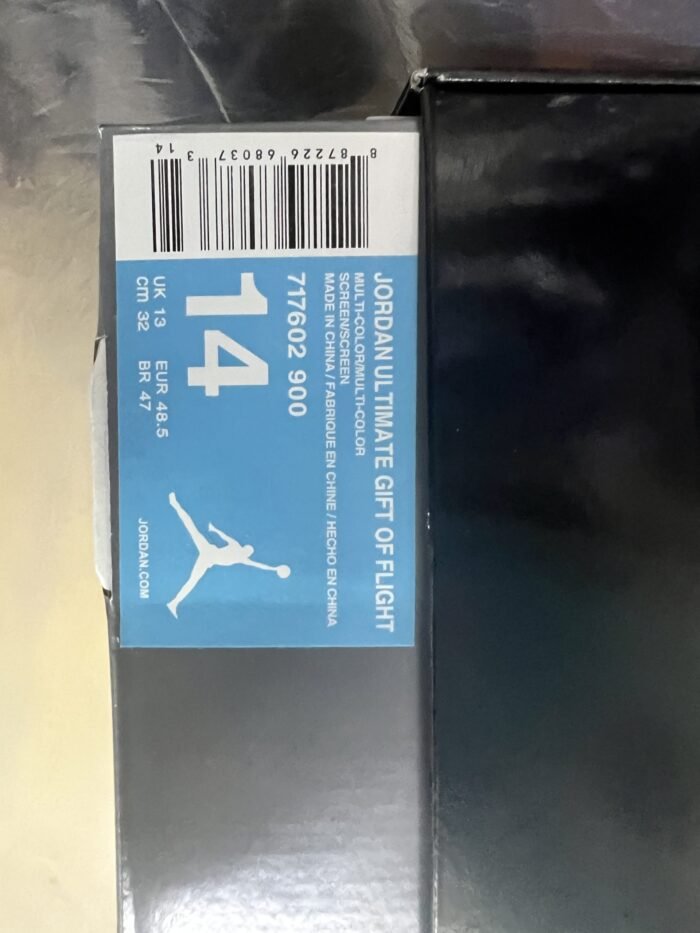 JORDAN ULTIMATE GIFT OF FLIGHT
MULTI-COLOR/MULTI-COLOR
SCREEN/SCREEN
MADE IN CHINA / FABRIQUE EN CHINE / HECHO EN CHINA
717602 900
14
UK 13 EUR 48.5
cm 32 BR 47
JORDAN.COM
8 87226 68037 3 14